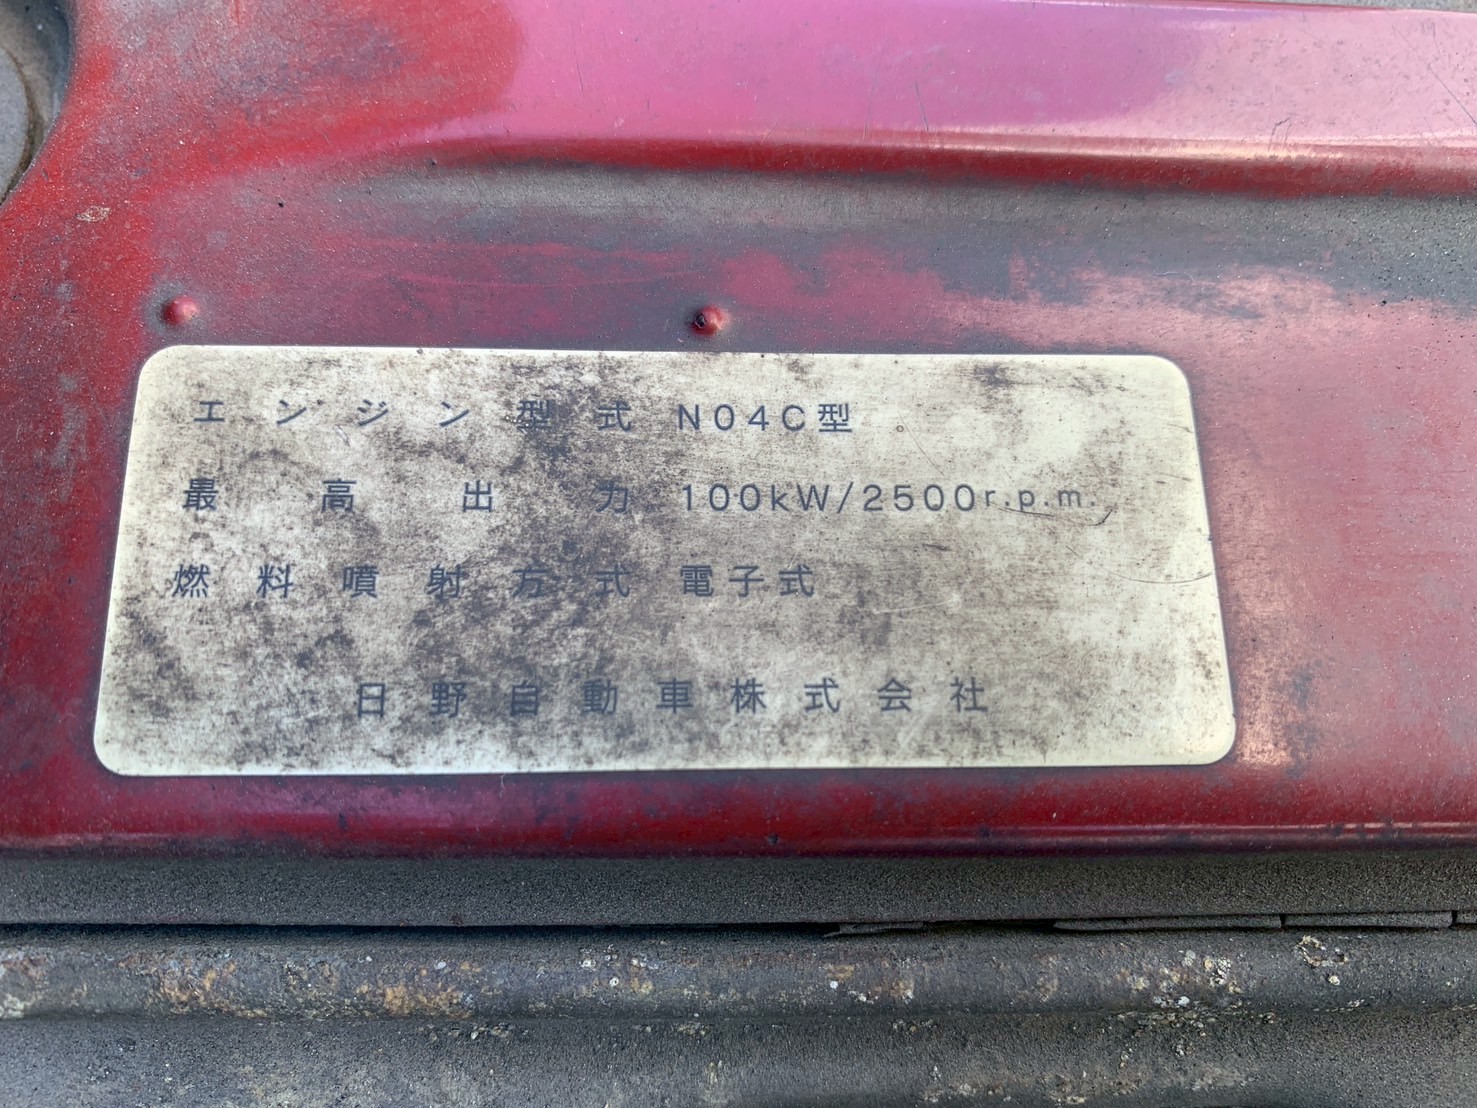 エンジン型式 N04C型
最高出力 100kW/2500r.p.m.
燃料噴射方式 電子式
日野自動車株式会社